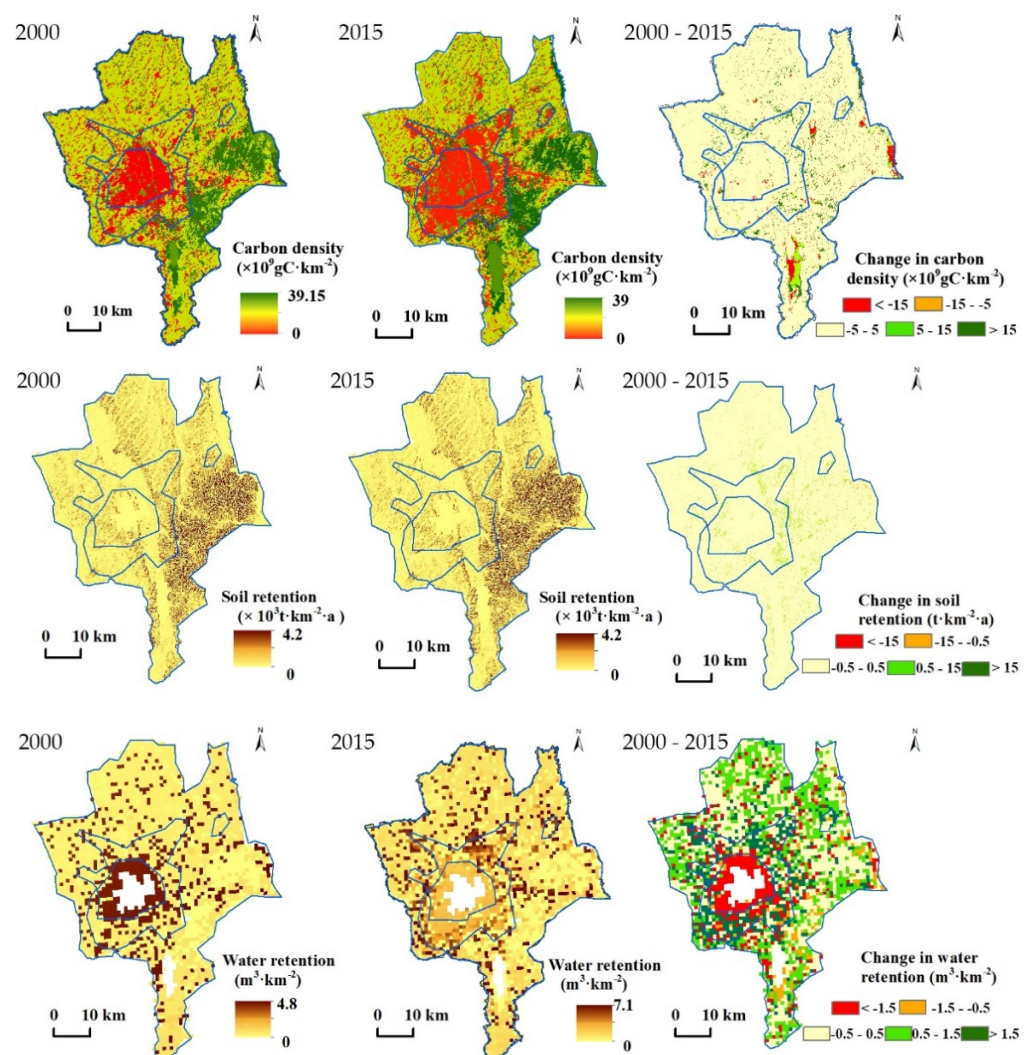 2000
N
2015
N
2000 - 2015
N
Carbon density
(×10⁹gC·km⁻²)
39.15
0
0 10 km
Carbon density
(×10⁹gC·km⁻²)
39
0
0 10 km
Change in carbon
density (×10⁹gC·km⁻²)
< -15 -15 - -5
-5 - 5 5 - 15 > 15
0 10 km
2000
N
2015
N
2000 - 2015
N
Soil retention
(× 10³t·km⁻²·a)
4.2
0
0 10 km
Soil retention
(× 10³t·km⁻²·a)
4.2
0
0 10 km
Change in soil
retention (t·km⁻²·a)
< -15 -15 - -0.5
-0.5 - 0.5 0.5 - 15 > 15
0 10 km
2000
N
2015
N
2000 - 2015
N
Water retention
(m³·km⁻²)
4.8
0
0 10 km
Water retention
(m³·km⁻²)
7.1
0
0 10 km
Change in water
retention (m³·km⁻²)
< -1.5 -1.5 - -0.5
-0.5 - 0.5 0.5 - 1.5 > 1.5
0 10 km